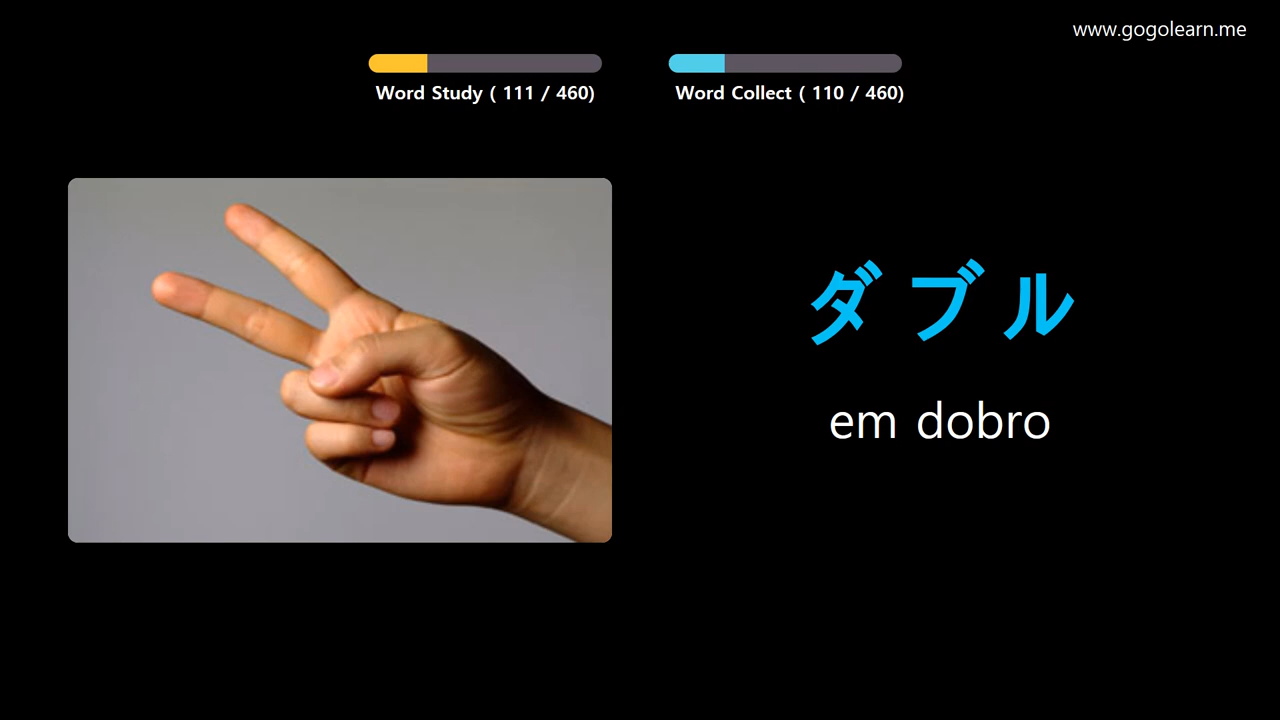 www.gogolearn.me
Word Study ( 111 / 460)
Word Collect ( 110 / 460)
ダブル
em dobro